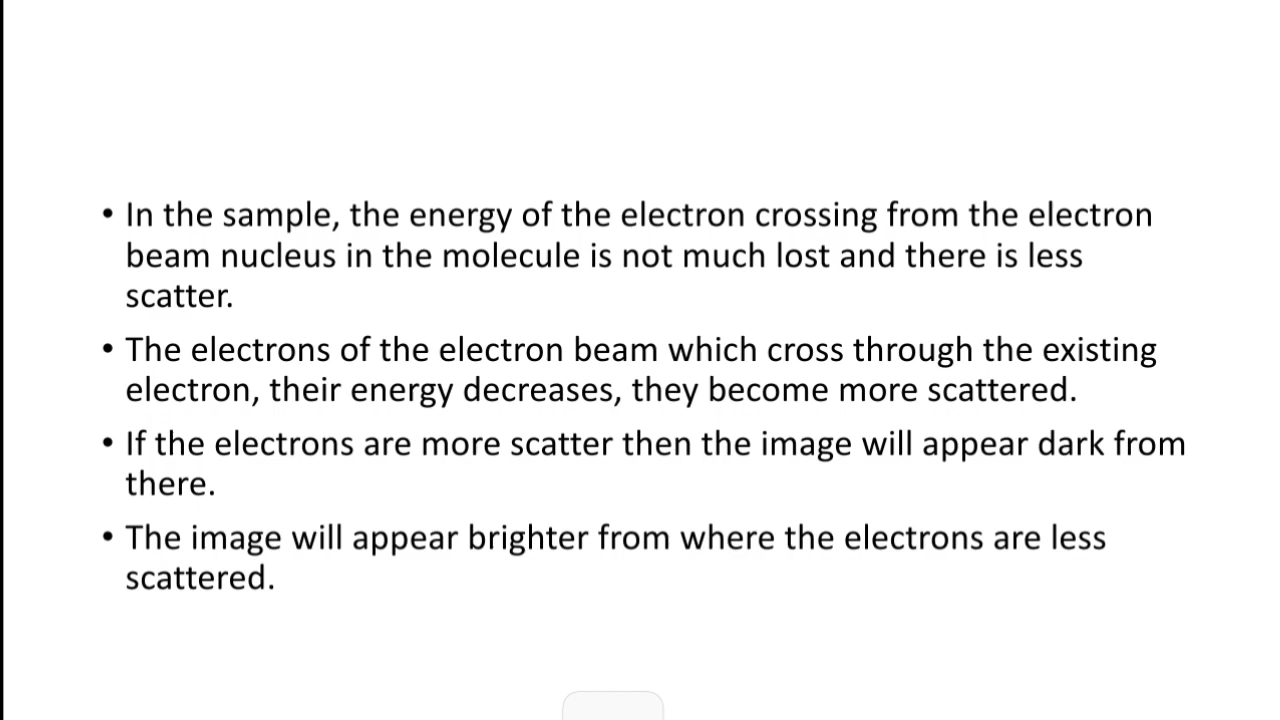 • In the sample, the energy of the electron crossing from the electron
beam nucleus in the molecule is not much lost and there is less
scatter.
• The electrons of the electron beam which cross through the existing
electron, their energy decreases, they become more scattered.
• If the electrons are more scatter then the image will appear dark from
there.
• The image will appear brighter from where the electrons are less
scattered.